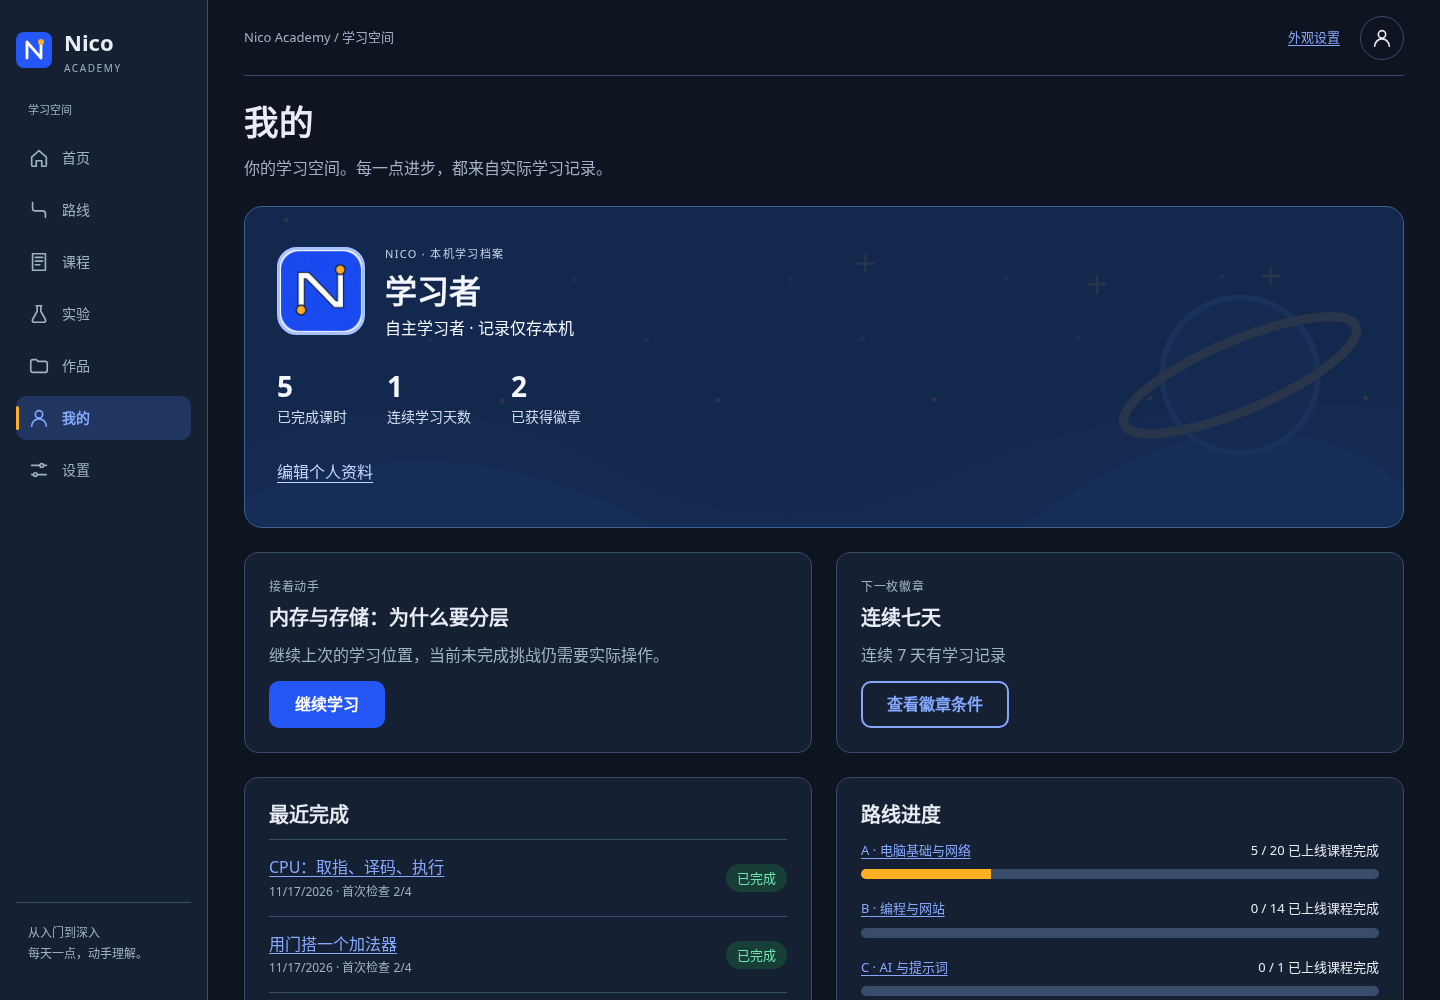 Nico
ACADEMY
学习空间
首页
路线
课程
实验
作品
我的
设置
从入门到深入
每天一点，动手理解。
Nico Academy / 学习空间
外观设置
我的
你的学习空间。每一点进步，都来自实际学习记录。
NICO · 本机学习档案
学习者
自主学习者 · 记录仅存本机
5
已完成课时
1
连续学习天数
2
已获得徽章
编辑个人资料
接着动手
内存与存储：为什么要分层
继续上次的学习位置，当前未完成挑战仍需要实际操作。
继续学习
下一枚徽章
连续七天
连续 7 天有学习记录
查看徽章条件
最近完成
CPU：取指、译码、执行
11/17/2026 · 首次检查 2/4
已完成
用门搭一个加法器
11/17/2026 · 首次检查 2/4
已完成
路线进度
A · 电脑基础与网络
5 / 20 已上线课程完成
B · 编程与网站
0 / 14 已上线课程完成
C · AI 与提示词
0 / 1 已上线课程完成